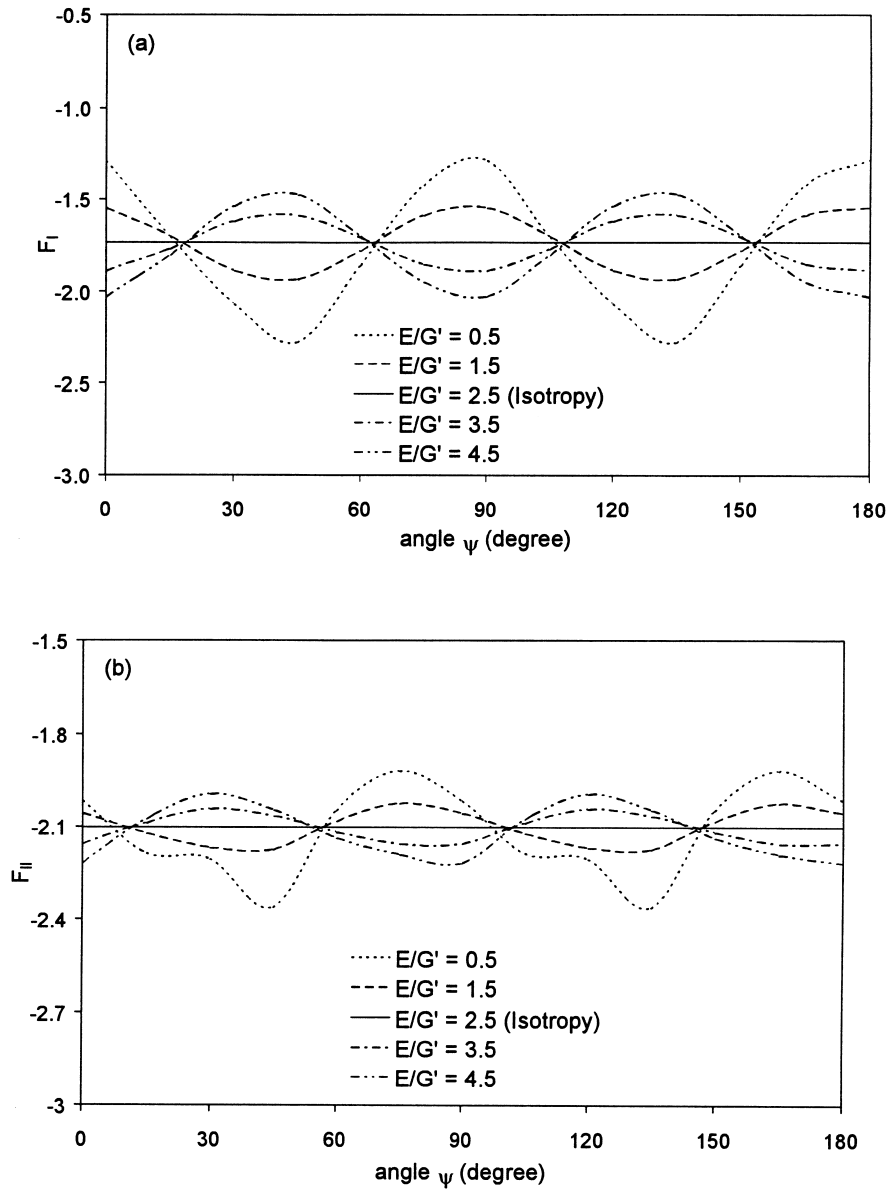 (a)
-0.5
-1.0
-1.5
-2.0
-2.5
-3.0
F_I
E/G' = 0.5
E/G' = 1.5
E/G' = 2.5 (Isotropy)
E/G' = 3.5
E/G' = 4.5
0 30 60 90 120 150 180
angle ψ (degree)
(b)
-1.5
-1.8
-2.1
-2.4
-2.7
-3
F_II
E/G' = 0.5
E/G' = 1.5
E/G' = 2.5 (Isotropy)
E/G' = 3.5
E/G' = 4.5
0 30 60 90 120 150 180
angle ψ (degree)